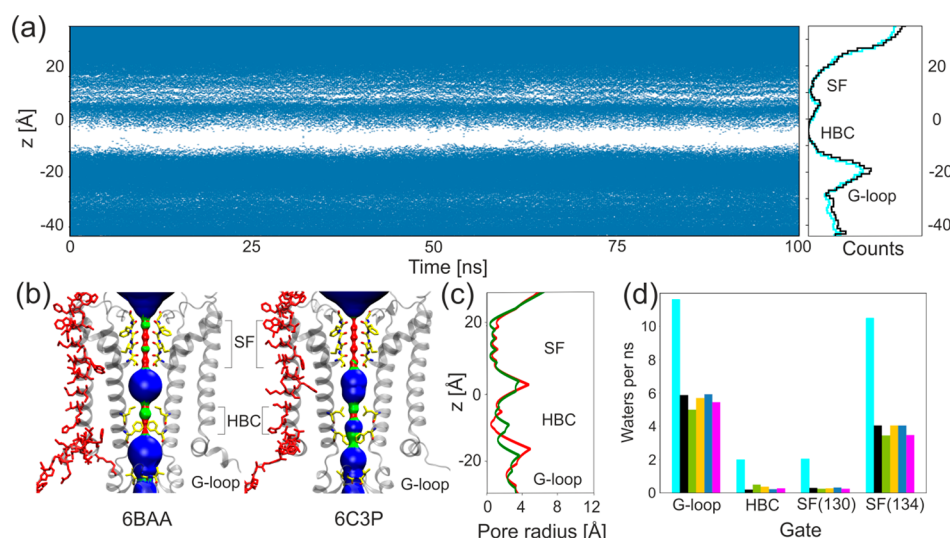 (a)
20
0
-20
-40
z [Å]
0
25
50
75
100
Time [ns]
SF
HBC
G-loop
20
0
-20
-40
Counts
(b)
SF
HBC
G-loop
G-loop
6BAA
6C3P
(c)
20
0
-20
z [Å]
SF
HBC
G-loop
0
4
8
12
Pore radius [Å]
(d)
10
8
6
4
2
0
Waters per ns
G-loop
HBC
SF(130)
SF(134)
Gate